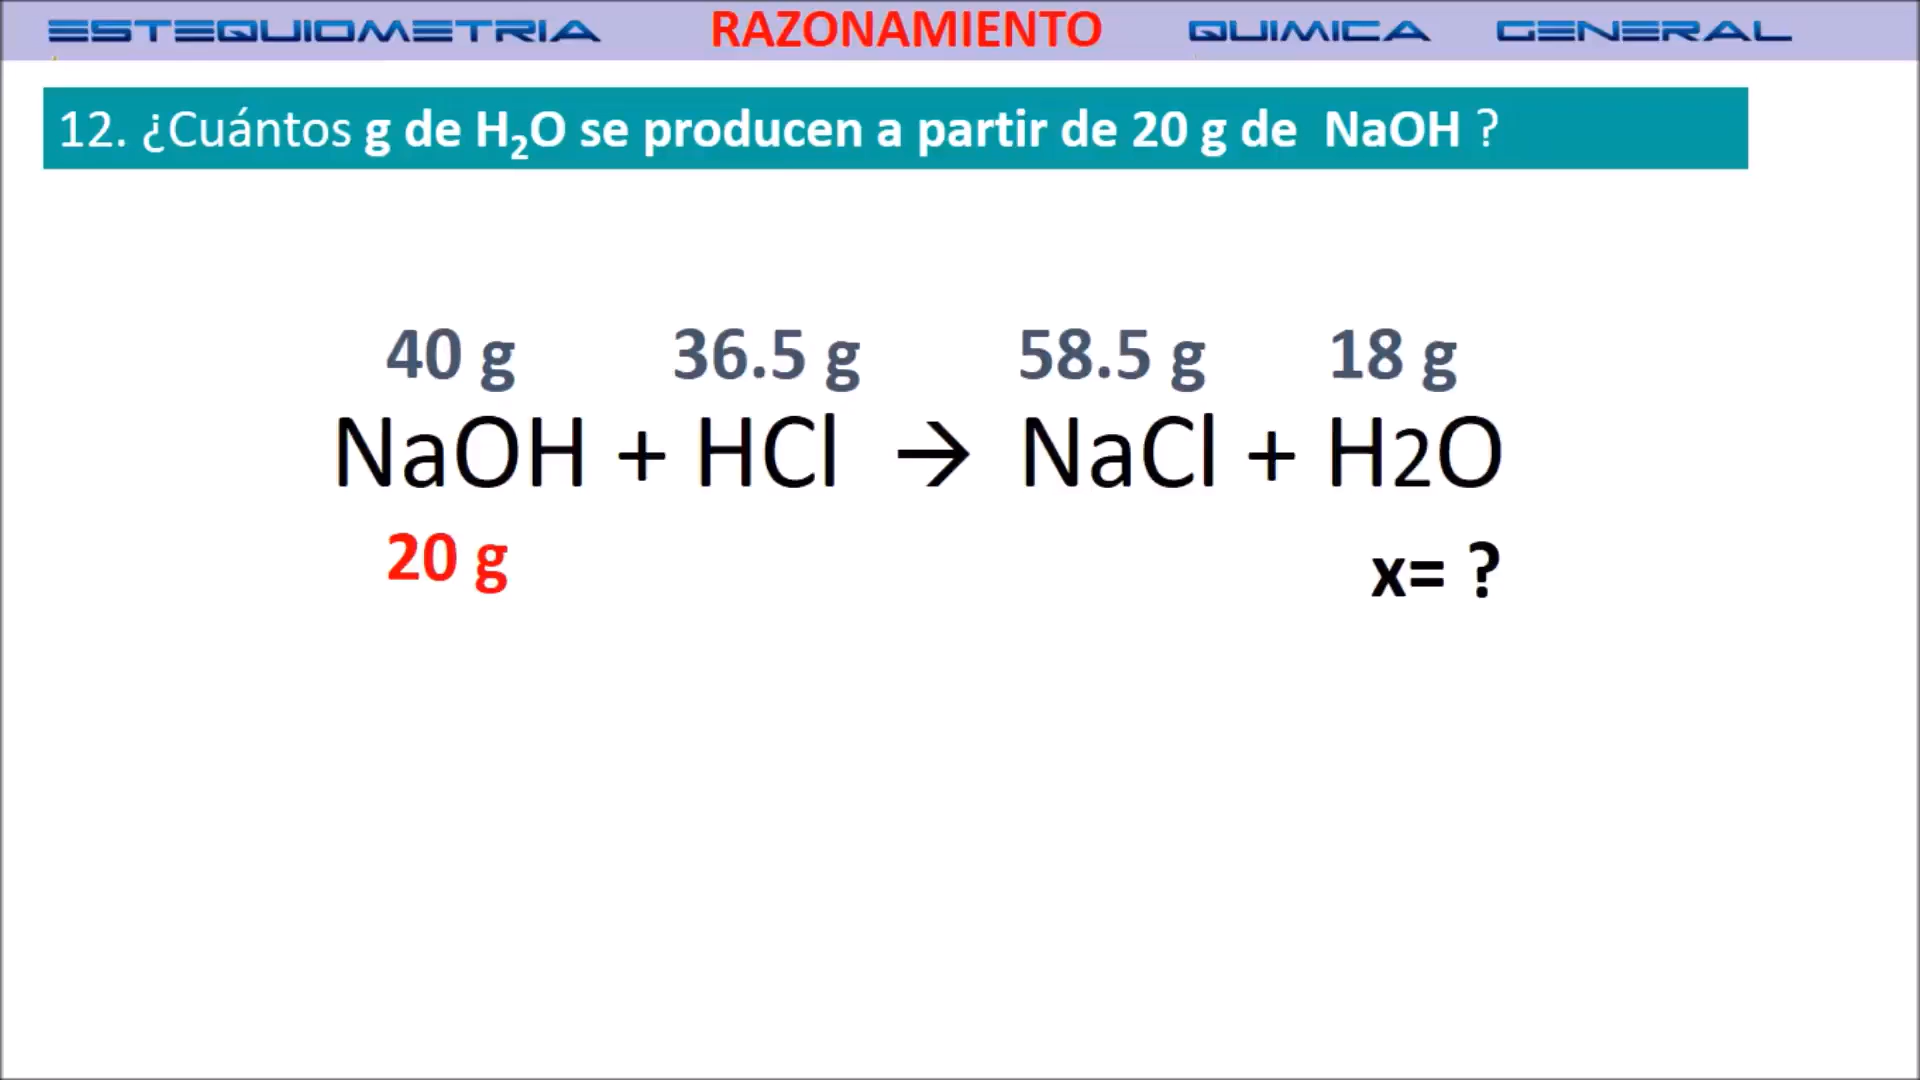 ESTEQUIOMETRIA RAZONAMIENTO QUIMICA GENERAL
12. ¿Cuántos g de H₂O se producen a partir de 20 g de NaOH ?
40 g 36.5 g 58.5 g 18 g
NaOH + HCl → NaCl + H2O
20 g x= ?